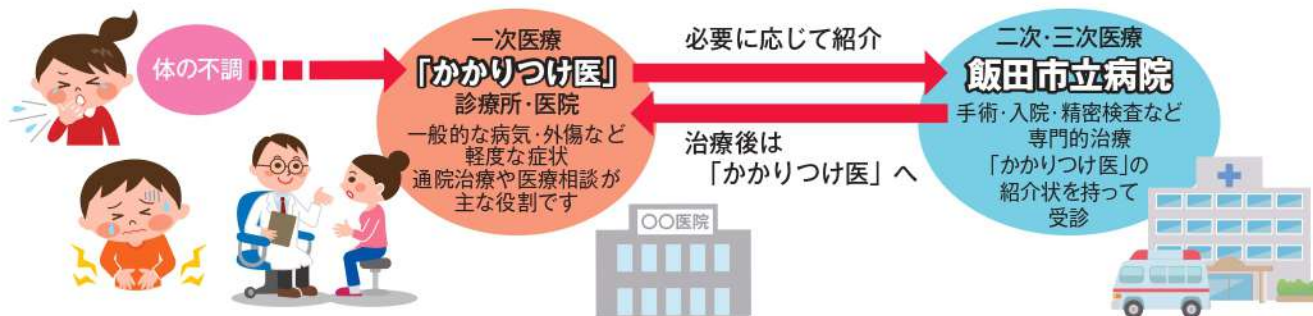 体の不調
一次医療
「かかりつけ医」
診療所・医院
一般的な病気・外傷など
軽度な症状
通院治療や医療相談が
主な役割です
必要に応じて紹介
治療後は
「かかりつけ医」へ
〇〇医院
二次・三次医療
飯田市立病院
手術・入院・精密検査など
専門的治療
「かかりつけ医」の
紹介状を持って
受診